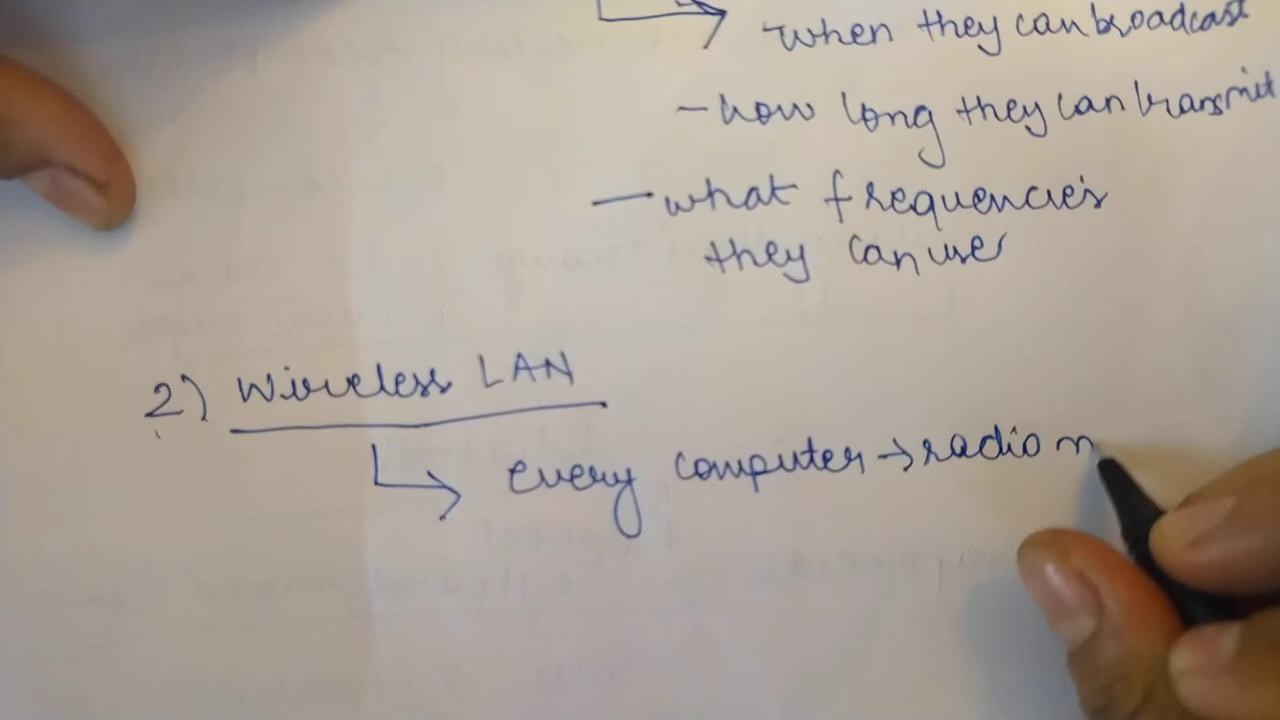 when they can broadcast
- how long they can transmit
- what frequencies
they can use
2) Wireless LAN
every computer → radio m